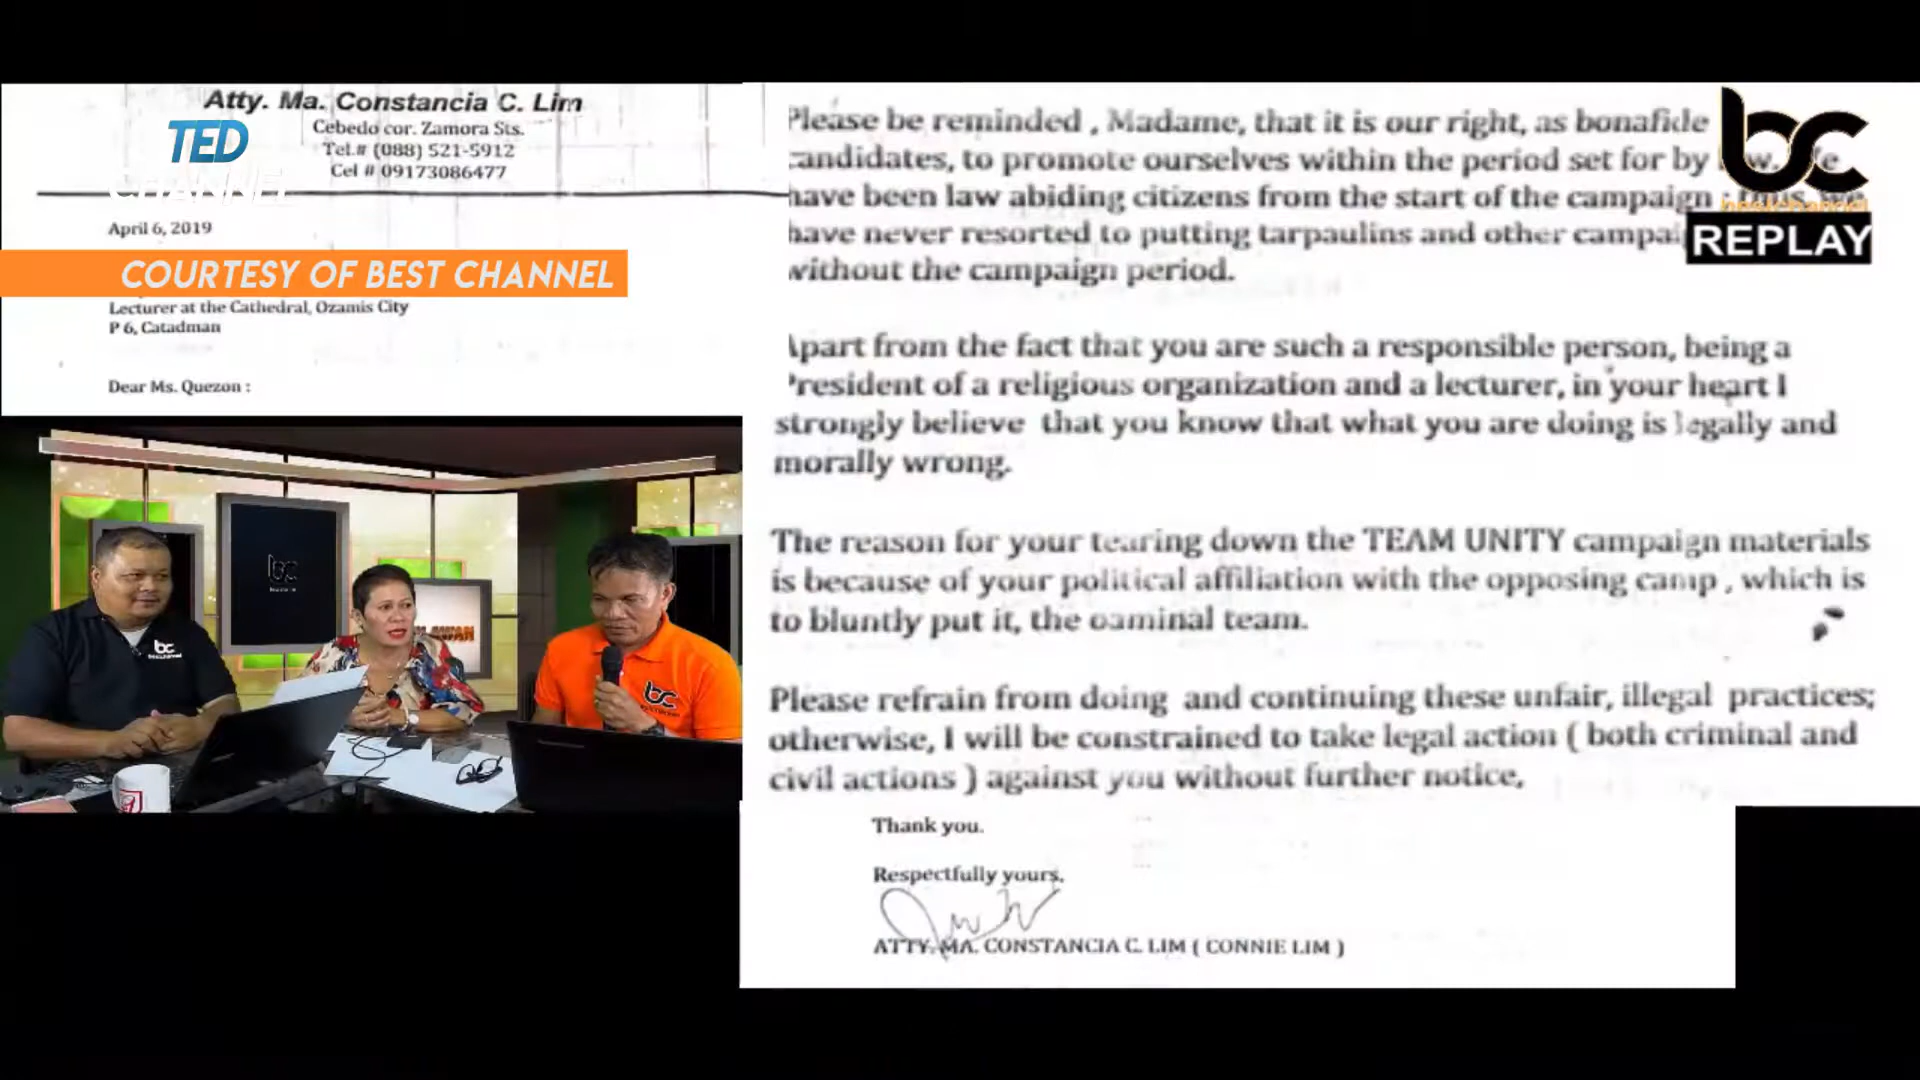 Atty. Ma. Constancia C. Lim
Cebedo cor. Zamora Sts.
Tel.# (088) 521-5912
Cel # 09173086477
TED
CHANNEL
April 6, 2019
COURTESY OF BEST CHANNEL
Lecturer at the Cathedral, Ozamis City
P 6, Catadman
Dear Ms. Quezon :
Please be reminded , Madame, that it is our right, as bonafide
candidates, to promote ourselves within the period set for by
have been law abiding citizens from the start of the campaign
have never resorted to putting tarpaulins and other
without the campaign period.
bc
bestchannel
REPLAY
Apart from the fact that you are such a responsible person, being a
President of a religious organization and a lecturer, in your heart I
strongly believe that you know that what you are doing is legally and
morally wrong.
The reason for your tearing down the TEAM UNITY campaign materials
is because of your political affiliation with the opposing camp , which is
to bluntly put it, the oaminal team.
Please refrain from doing and continuing these unfair, illegal practices;
otherwise, I will be constrained to take legal action ( both criminal and
civil actions ) against you without further notice,
Thank you.
Respectfully yours,
ATTY. MA. CONSTANCIA C. LIM ( CONNIE LIM )
bc
bc
bc